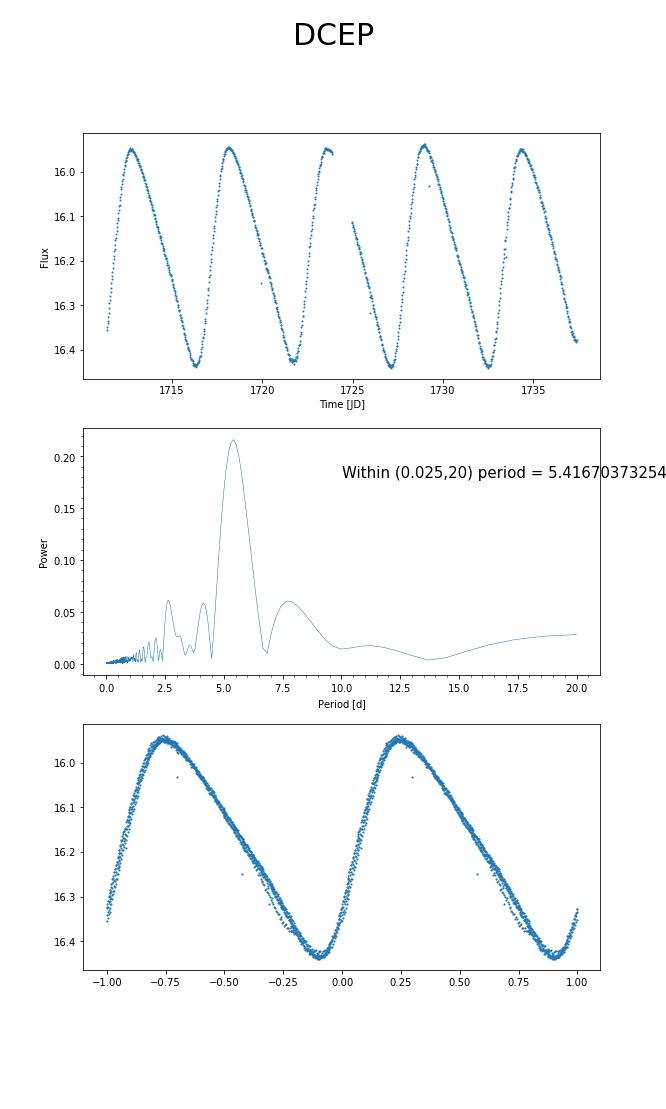 DCEP
16.0
16.1
16.2
16.3
16.4
Flux
1715 1720 1725 1730 1735
Time [JD]
0.20
0.15
0.10
0.05
0.00
Power
Within (0.025,20) period = 5.41670373254
0.0 2.5 5.0 7.5 10.0 12.5 15.0 17.5 20.0
Period [d]
16.0
16.1
16.2
16.3
16.4
−1.00 −0.75 −0.50 −0.25 0.00 0.25 0.50 0.75 1.00